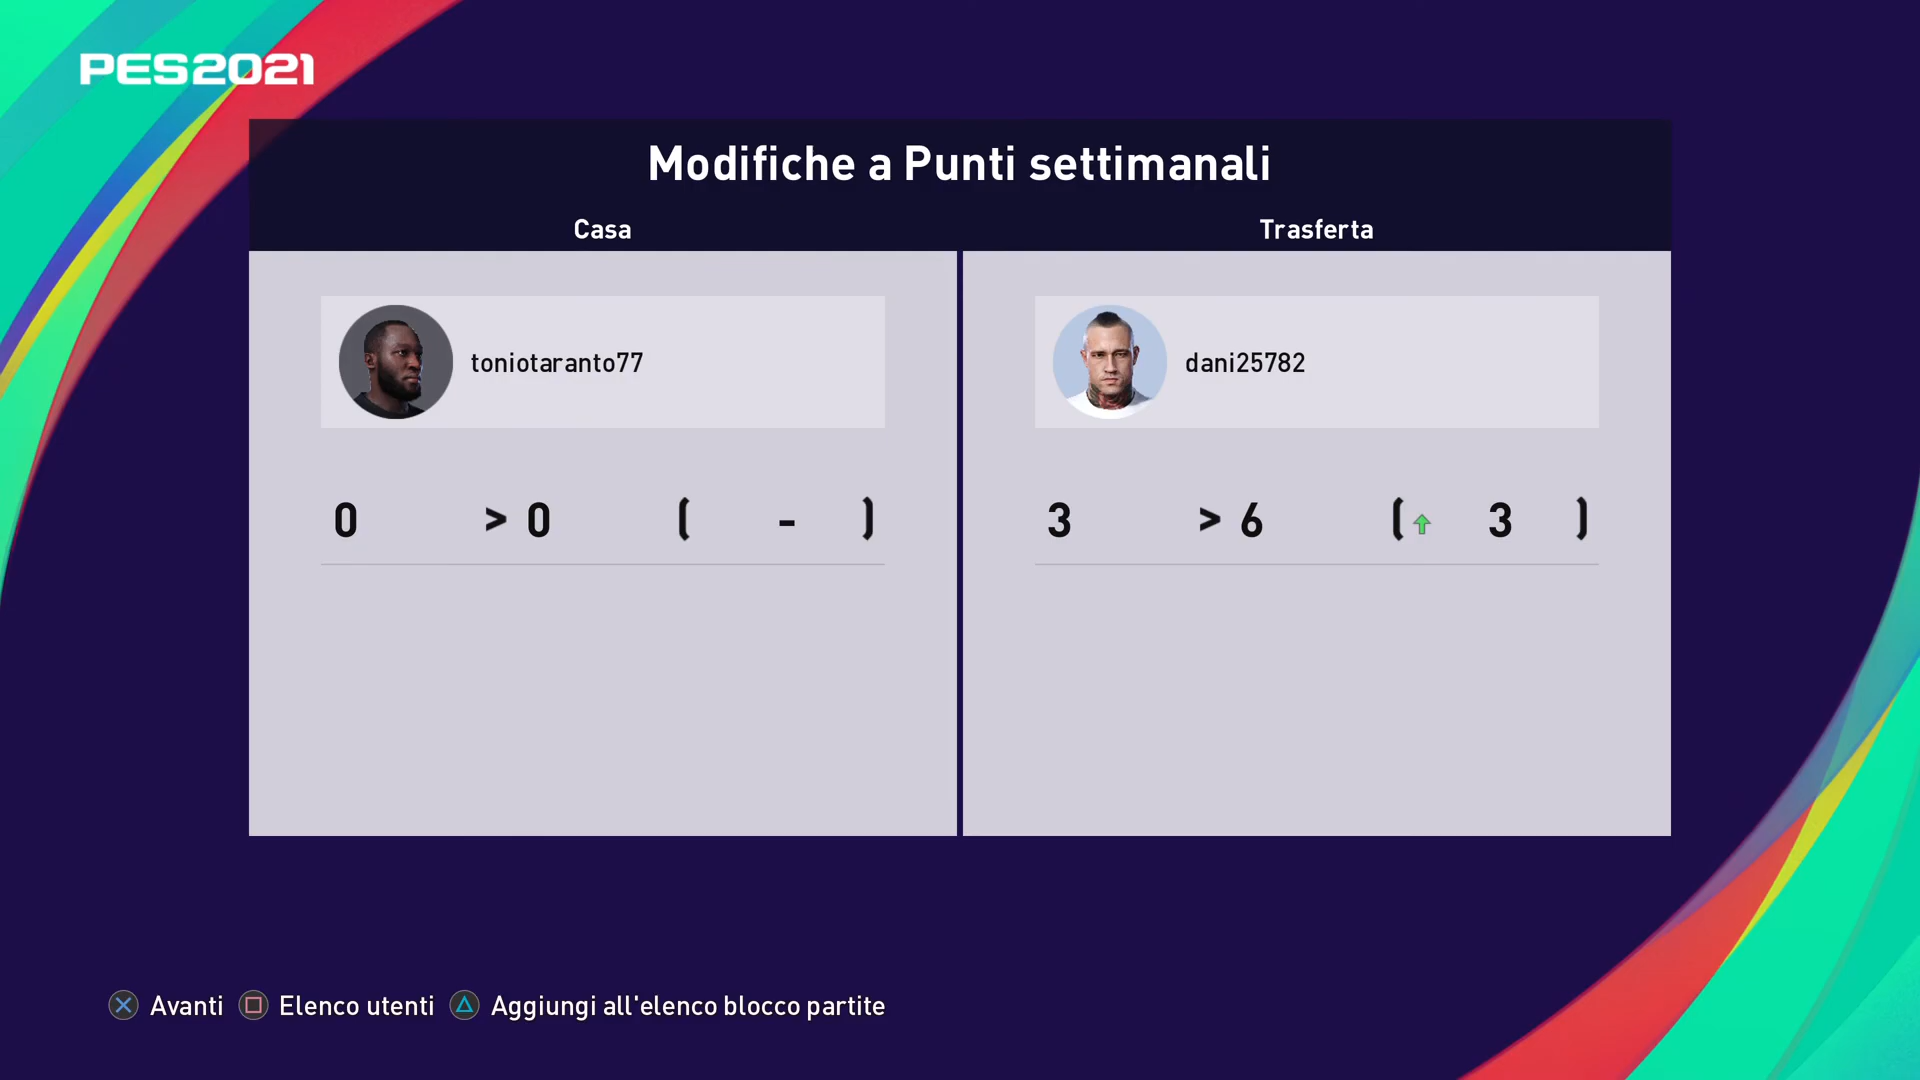 PES2021
Modifiche a Punti settimanali
Casa
Trasferta
toniotaranto77
dani25782
0 > 0 ( - )
3 > 6 ( 3 )
Avanti Elenco utenti Aggiungi all'elenco blocco partite